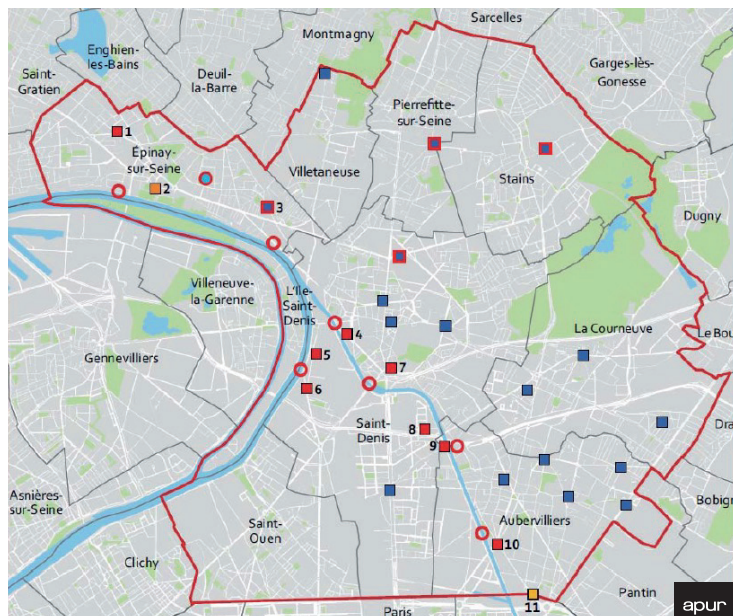 Sarcelles
Montmagny
Enghien-
les-Bains
Garges-lès-
Gonesse
Saint-
Gratien
Deuil-
la-Barre
Pierrefitte-
sur-Seine
1
Épinay
-sur-Seine
Villetaneuse
Stains
2
3
Dugny
Villeneuve-
la-Garenne
L'Ile-
Saint-
Denis
La Courneuve
Le Bou
4
Gennevilliers
5
7
6
Saint-
Denis
8
9
Dra
Asnières-
sur-Seine
Bobign
Saint-
Ouen
Aubervilliers
10
Clichy
Pantin
11
Paris
apur